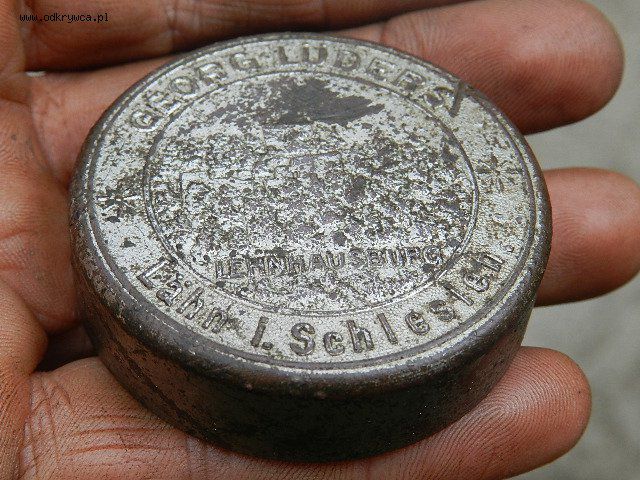 www.odkrywca.pl
GEORG LÜDERS
LEHNHAUSBURG
Lähn i. Schlesien.